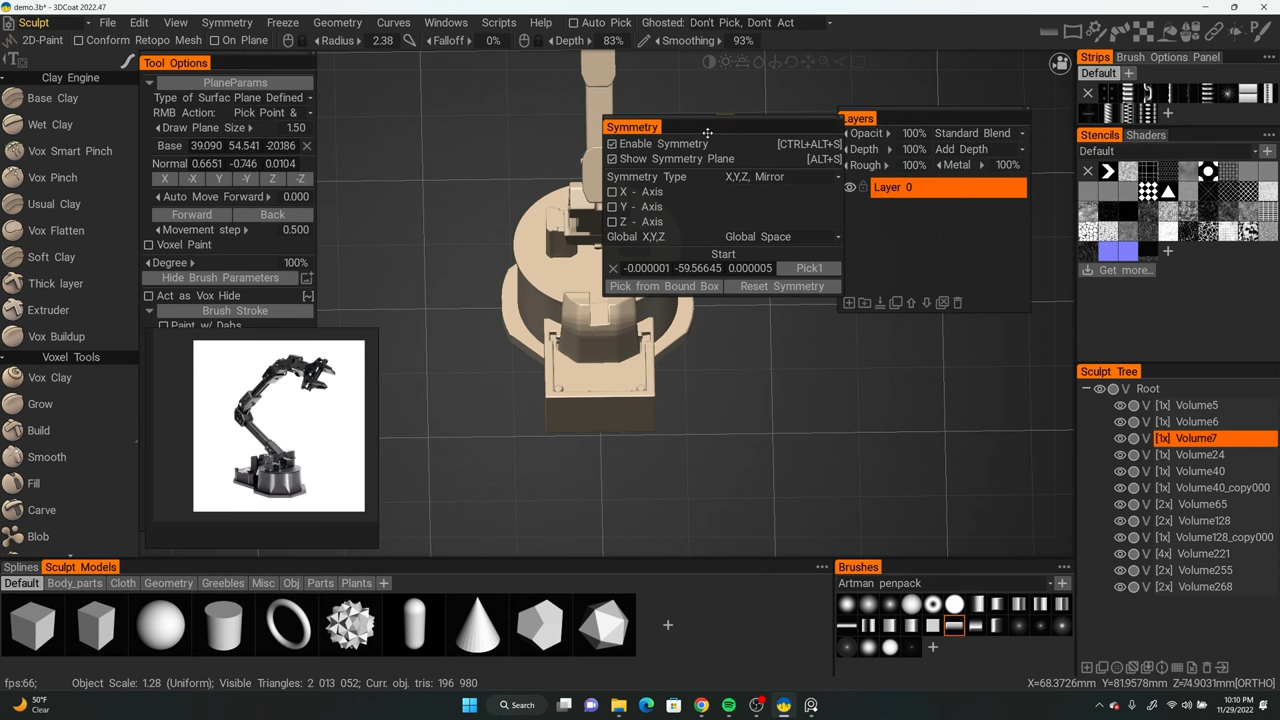 demo.3b* - 3DCoat 2022.47
Sculpt File Edit View Symmetry Freeze Geometry Curves Windows Scripts Help Auto Pick Ghosted: Don't Pick, Don't Act
2D-Paint Conform Retopo Mesh On Plane Radius 2.38 Falloff 0% Depth 83% Smoothing 93%
Clay Engine
Base Clay
Wet Clay
Vox Smart Pinch
Vox Pinch
Usual Clay
Vox Flatten
Soft Clay
Thick layer
Extruder
Vox Buildup
Voxel Tools
Vox Clay
Grow
Build
Smooth
Fill
Carve
Blob
Tool Options
PlaneParams
Type of Surfac Plane Defined
RMB Action: Pick Point &
Draw Plane Size 1.50
Base 39.090 54.541 -20186
Normal 0.6651 -0.746 0.0104
X -X Y -Y Z -Z
Auto Move Forward 0.000
Forward Back
Movement step 0.500
Voxel Paint
Degree 100%
Hide Brush Parameters
Act as Vox Hide [~]
Brush Stroke
Paint w/ Dabs
Symmetry
Enable Symmetry [CTRL+ALT+S]
Show Symmetry Plane [ALT+S]
Symmetry Type X,Y,Z, Mirror
X - Axis
Y - Axis
Z - Axis
Global X,Y,Z Global Space
Start
-0.000001 -59.56645 0.000005 Pick1
Pick from Bound Box Reset Symmetry
Layers
Opacit 100% Standard Blend
Depth 100% Add Depth
Rough 100% Metal 100%
Layer 0
Strips Brush Options Panel
Default
Stencils Shaders
Default
Get more...
Sculpt Tree
Root
[1x] Volume5
[1x] Volume6
[1x] Volume7
[1x] Volume24
[1x] Volume40
[1x] Volume40_copy000
[2x] Volume65
[2x] Volume128
[1x] Volume128_copy000
[4x] Volume221
[2x] Volume255
[2x] Volume268
Splines Sculpt Models
Default Body_parts Cloth Geometry Greebles Misc Obj Parts Plants
Brushes
Artman penpack
fps:66; Object Scale: 1.28 (Uniform); Visible Triangles: 2 013 052; Curr. obj. tris: 196 980
X=68.3726mm Y=81.9578mm Z=74.9031mm[ORTHO]
50°F
Clear
Search
10:10 PM
11/29/2022